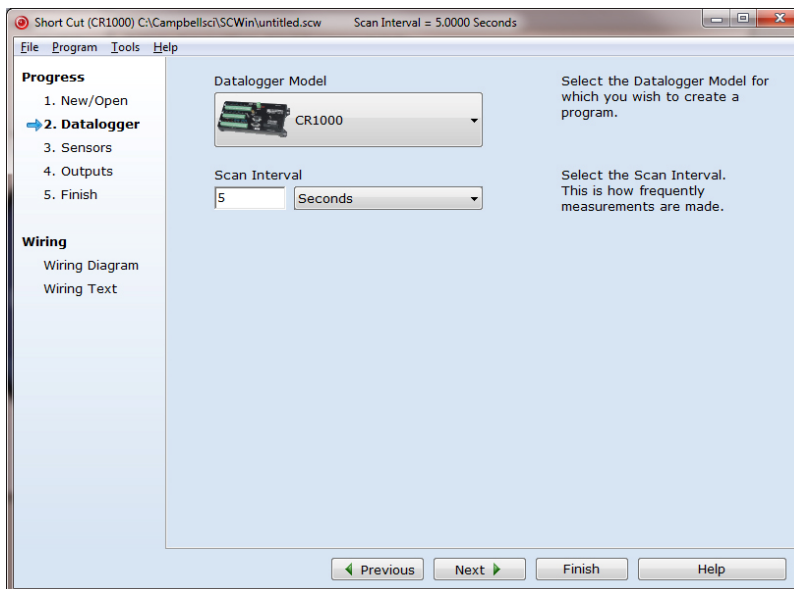 Short Cut (CR1000) C:\Campbellsci\SCWin\untitled.scw Scan Interval = 5.0000 Seconds
File Program Tools Help
Progress
1. New/Open
2. Datalogger
3. Sensors
4. Outputs
5. Finish
Wiring
Wiring Diagram
Wiring Text
Datalogger Model
CR1000
Select the Datalogger Model for
which you wish to create a
program.
Scan Interval
5 Seconds
Select the Scan Interval.
This is how frequently
measurements are made.
Previous Next Finish Help